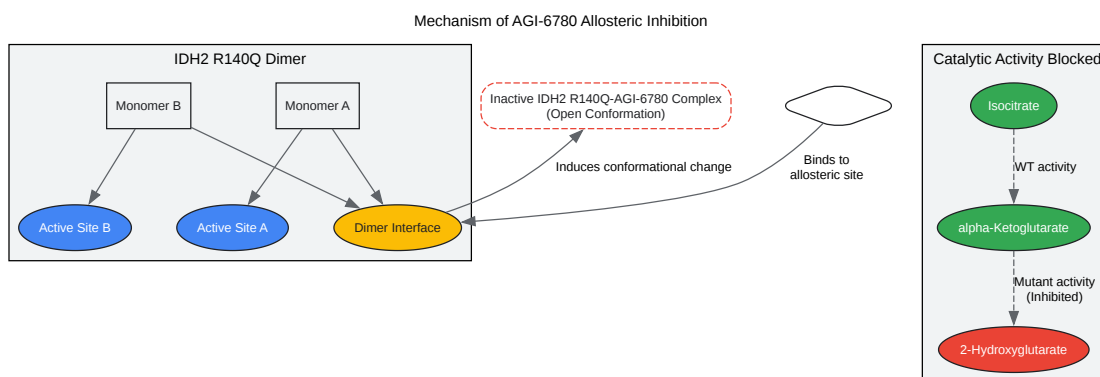 Mechanism of AGI-6780 Allosteric Inhibition
IDH2 R140Q Dimer
Monomer B
Monomer A
Active Site B
Active Site A
Dimer Interface
Inactive IDH2 R140Q-AGI-6780 Complex
(Open Conformation)
Induces conformational change
Binds to
allosteric site
Catalytic Activity Blocked
Isocitrate
WT activity
alpha-Ketoglutarate
Mutant activity
(Inhibited)
2-Hydroxyglutarate